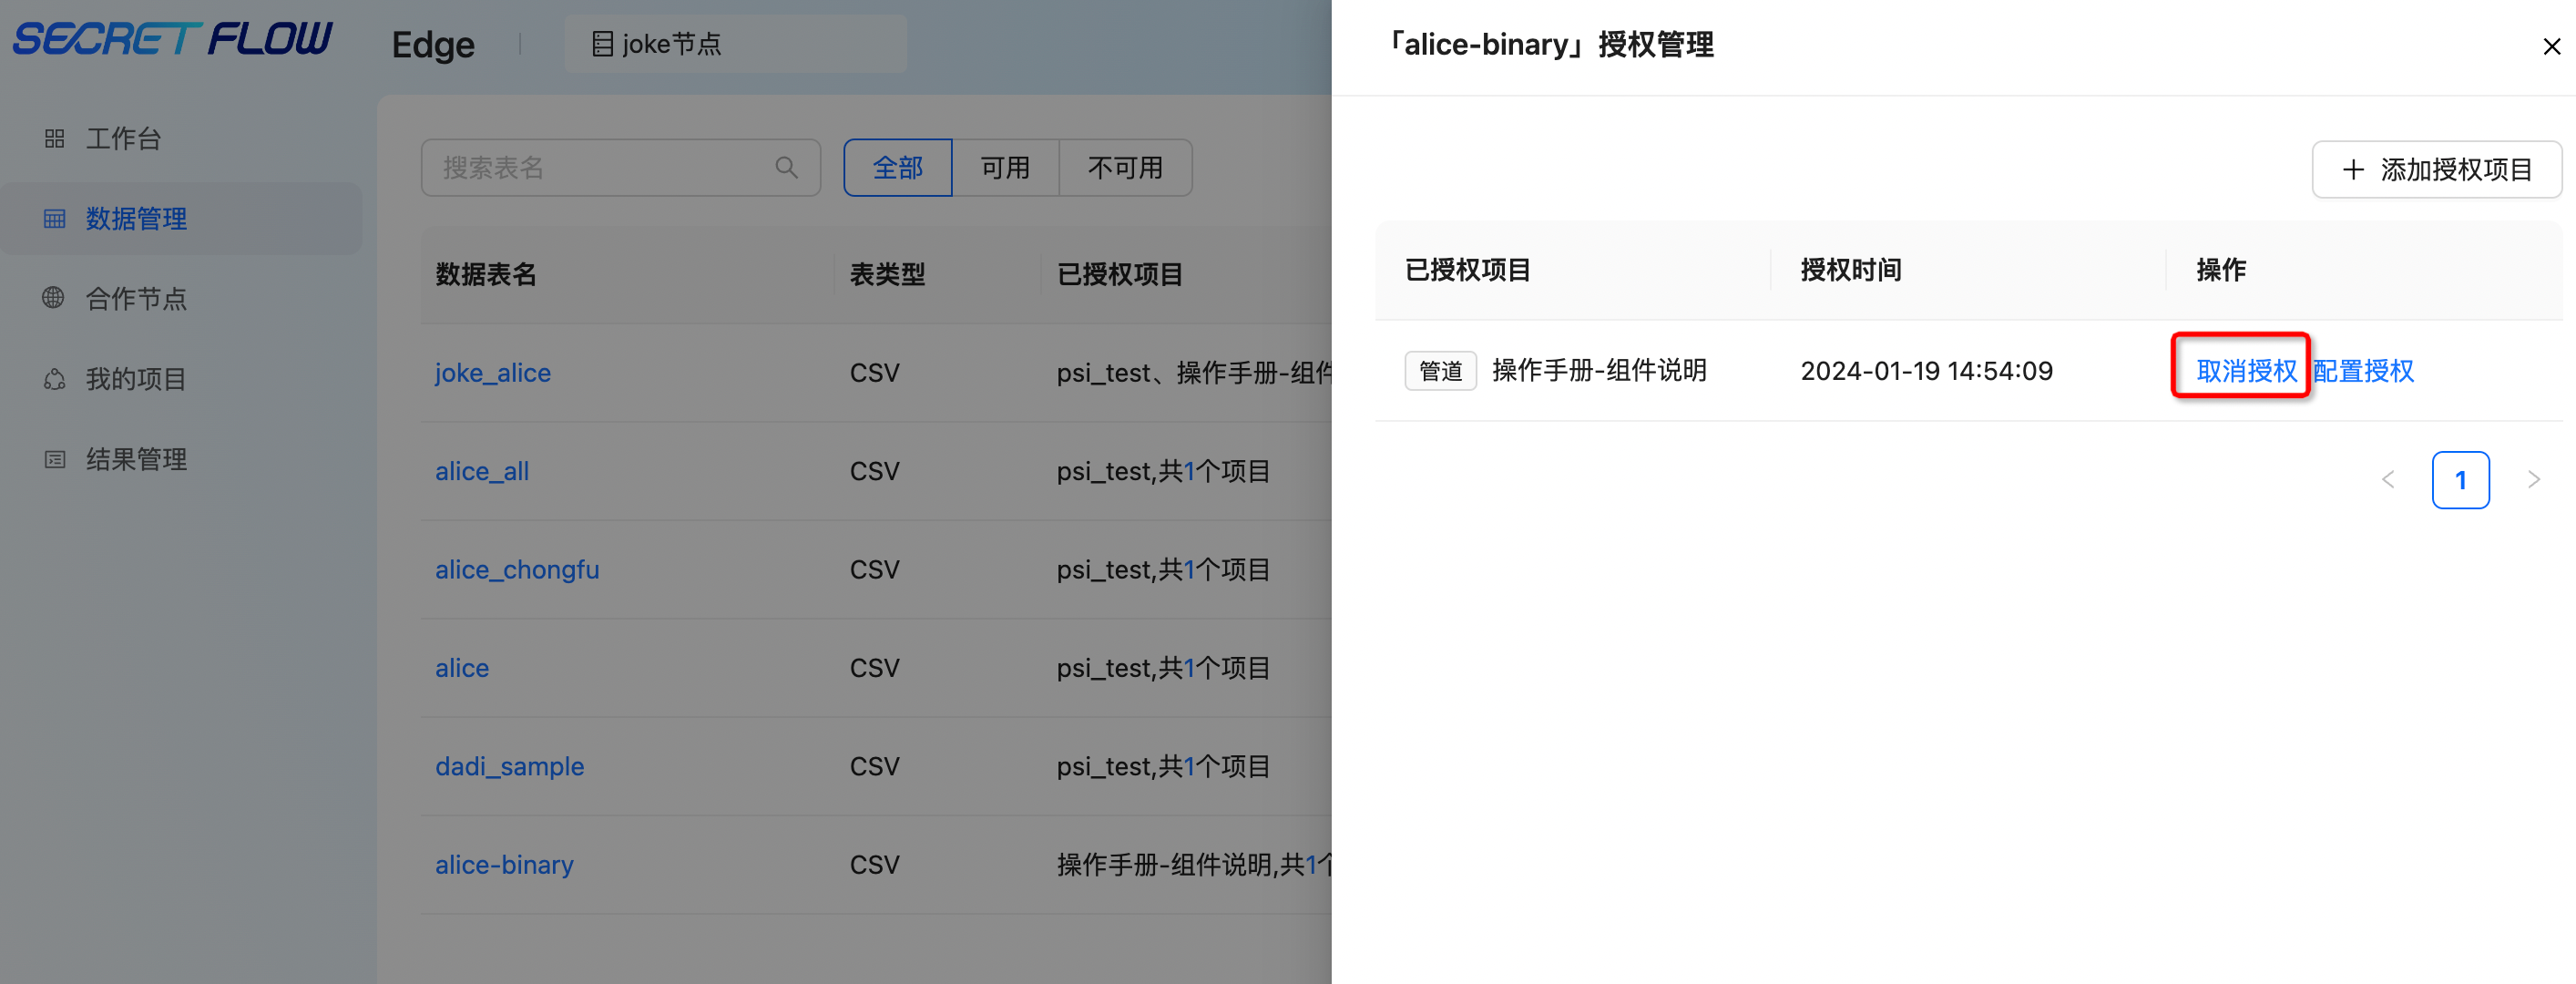 SECRET FLOW
Edge
joke节点
工作台
数据管理
合作节点
我的项目
结果管理
搜索表名
全部
可用
不可用
数据表名 表类型 已授权项目
joke_alice CSV psi_test、操作手册-组件
alice_all CSV psi_test,共1个项目
alice_chongfu CSV psi_test,共1个项目
alice CSV psi_test,共1个项目
dadi_sample CSV psi_test,共1个项目
alice-binary CSV 操作手册-组件说明,共1个
「alice-binary」授权管理
添加授权项目
已授权项目 授权时间 操作
管道 操作手册-组件说明 2024-01-19 14:54:09 取消授权 配置授权
1